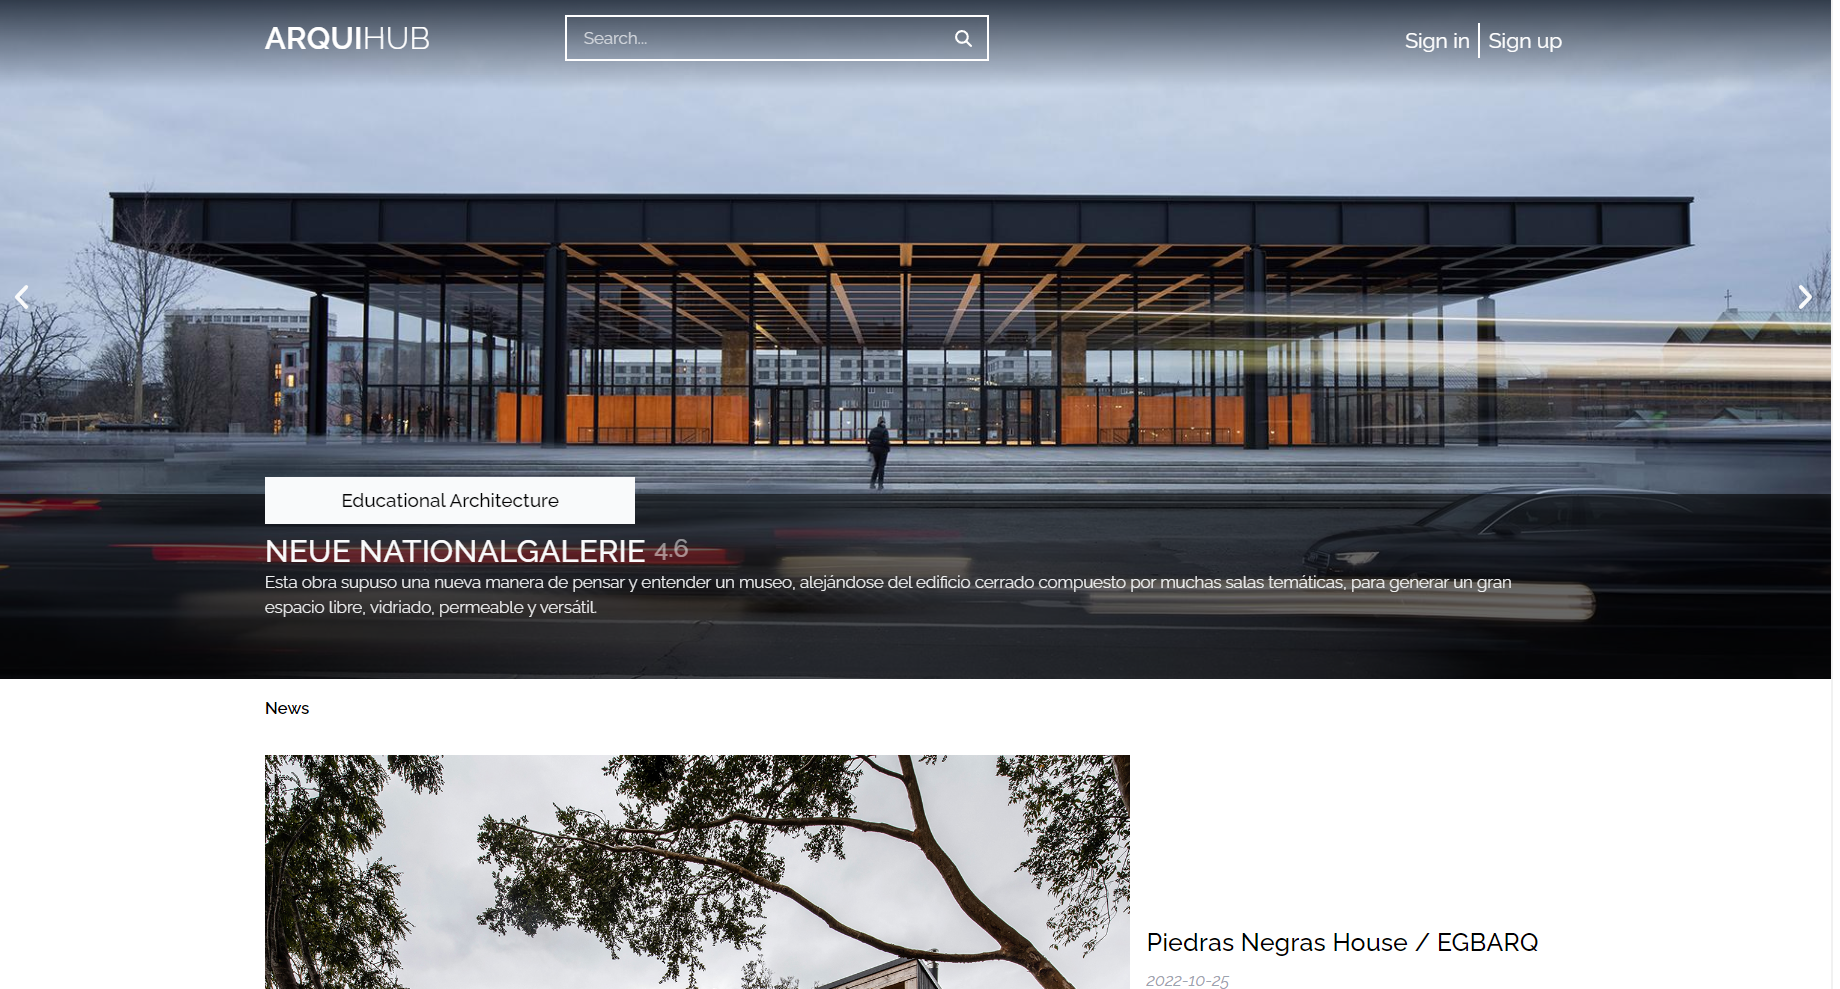 ARQUIHUB
Search...
Sign in
Sign up
Educational Architecture
NEUE NATIONALGALERIE 4.6
Esta obra supuso una nueva manera de pensar y entender un museo, alejándose del edificio cerrado compuesto por muchas salas temáticas, para generar un gran
espacio libre, vidriado, permeable y versátil.
News
Piedras Negras House / EGBARQ
2022-10-25